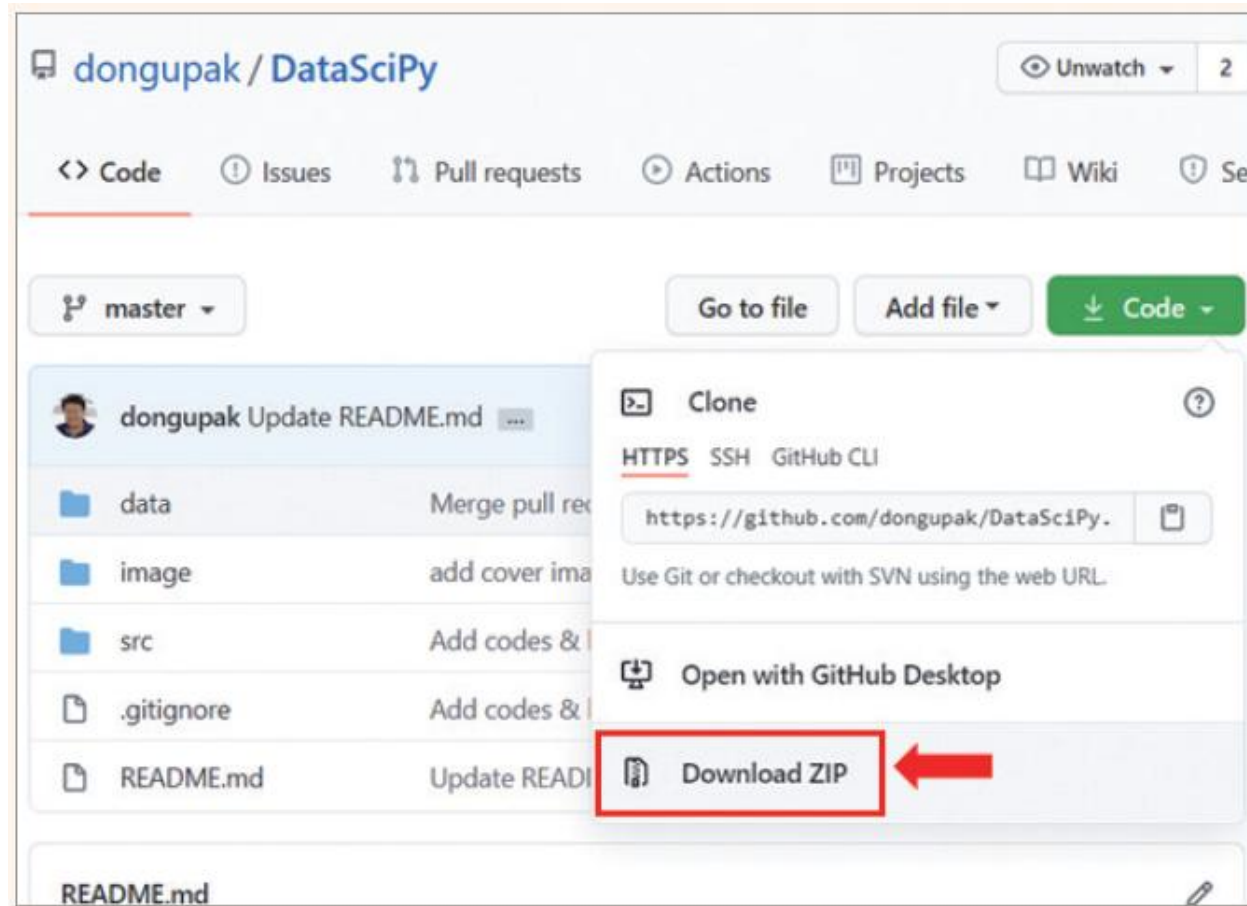 dongupak / DataSciPy
Unwatch 2
Code Issues Pull requests Actions Projects Wiki Se
master Go to file Add file Code
dongupak Update README.md ...
Clone
HTTPS SSH GitHub CLI
https://github.com/dongupak/DataSciPy.
Use Git or checkout with SVN using the web URL.
Open with GitHub Desktop
Download ZIP
data Merge pull rec
image add cover ima
src Add codes &
.gitignore Add codes &
README.md Update READ
README.md